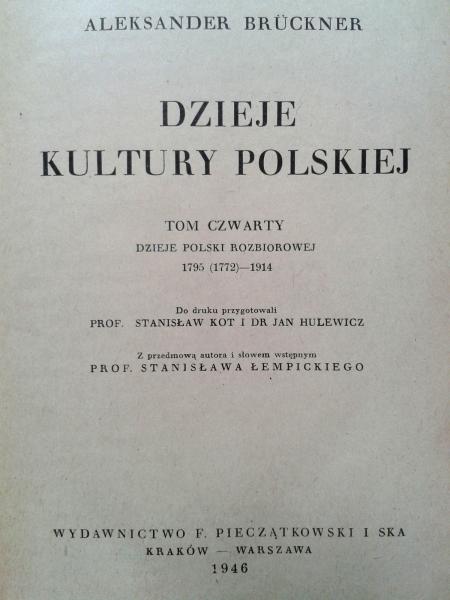 ALEKSANDER BRÜCKNER
DZIEJE
KULTURY POLSKIEJ
TOM CZWARTY
DZIEJE POLSKI ROZBIOROWEJ
1795 (1772)—1914
Do druku przygotowali
PROF. STANISŁAW KOT I DR JAN HULEWICZ
Z przedmową autora i słowem wstępnym
PROF. STANISŁAWA ŁEMPICKIEGO
WYDAWNICTWO F. PIECZĄTKOWSKI I SKA
KRAKÓW — WARSZAWA
1946